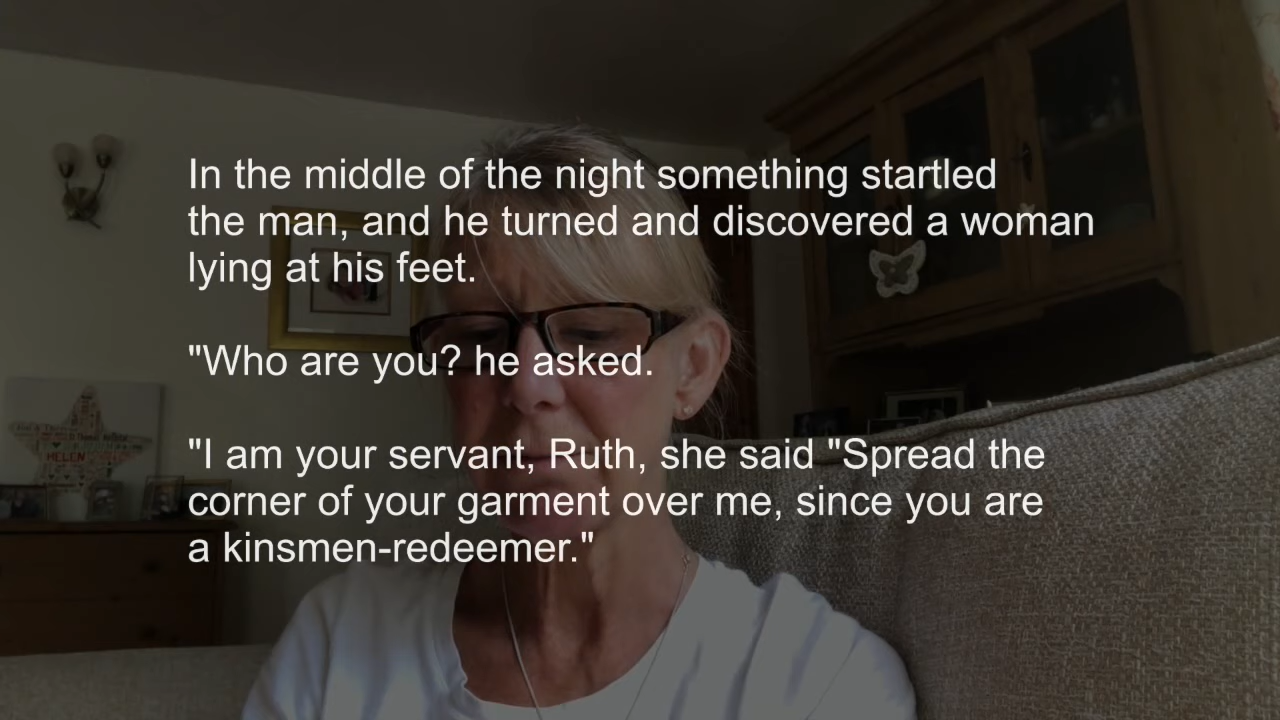 In the middle of the night something startled
the man, and he turned and discovered a woman
lying at his feet.
"Who are you? he asked.
"I am your servant, Ruth, she said "Spread the
corner of your garment over me, since you are
a kinsmen-redeemer."
HELEN